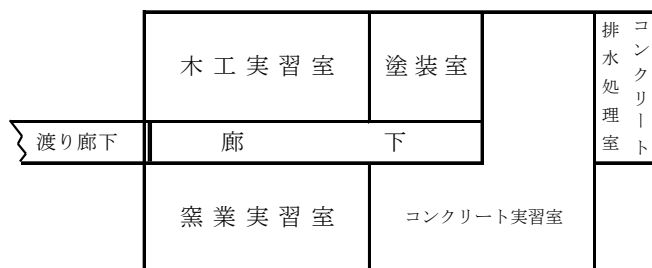 木工実習室
塗装室
コンクリート
排水処理室
渡り廊下
廊下
窯業実習室
コンクリート実習室